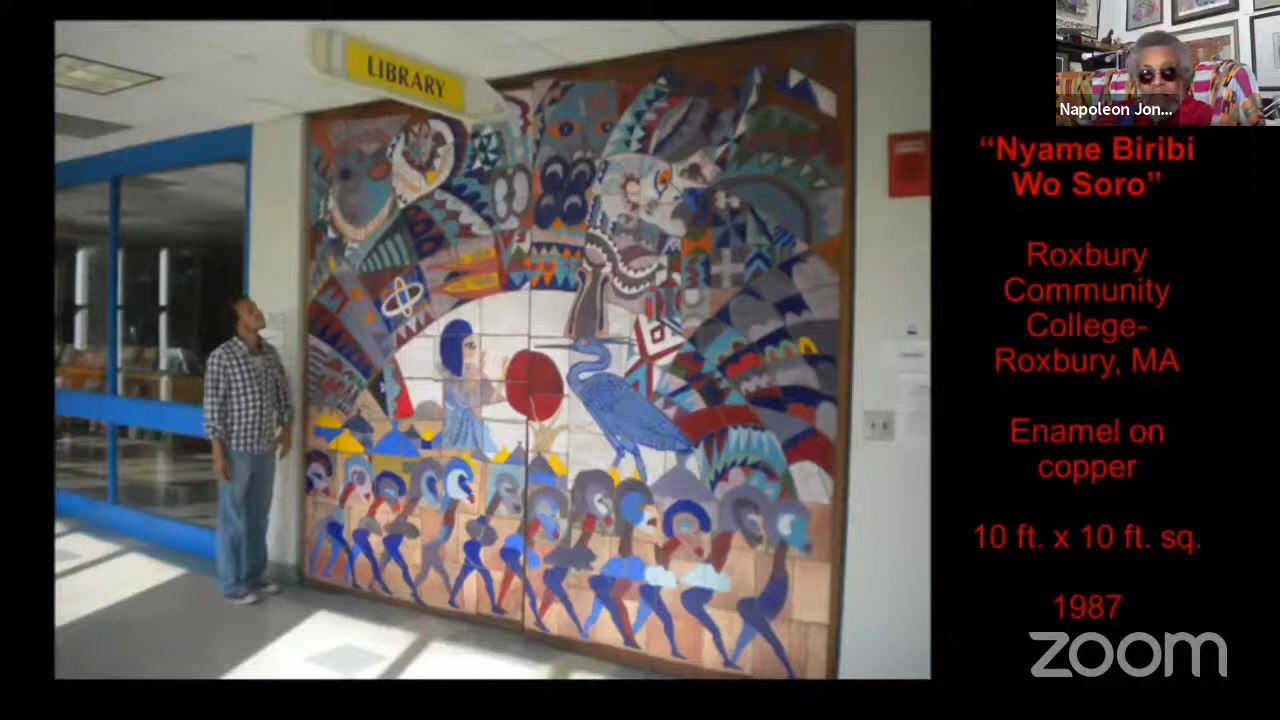 LIBRARY
Napoleon Jon...
“Nyame Biribi
Wo Soro”
Roxbury
Community
College-
Roxbury, MA
Enamel on
copper
10 ft. x 10 ft. sq.
1987
zoom